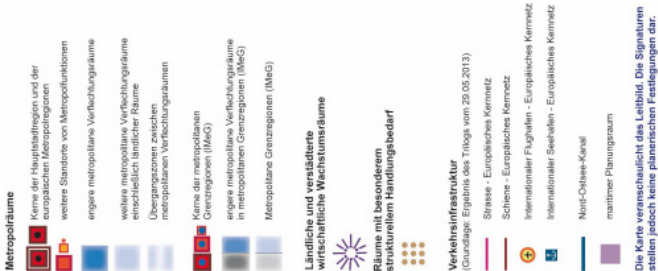 Metropolräume
Kerne der Hauptstadtregion und der
europäischen Metropolregionen
weitere Standorte von Metropolfunktionen
engere metropolitane Verflechtungsräume
weitere metropolitane Verflechtungsräume
einschließlich ländlicher Räume
Übergangszonen zwischen
metropolitanen Verflechtungsräumen
Kerne der metropolitanen
Grenzregionen (IMeG)
engere metropolitane Verflechtungsräume
in metropolitanen Grenzregionen (IMeG)
Metropolitane Grenzregionen (IMeG)
Ländliche und verstädterte
wirtschaftliche Wachstumsräume
Räume mit besonderem
strukturellem Handlungsbedarf
Verkehrsinfrastruktur
(Grundlage: Ergebnis des Trilogs vom 29.05.2013)
Strasse - Europäisches Kernnetz
Schiene - Europäisches Kernnetz
Internationaler Flughafen - Europäisches Kernnetz
Internationaler Seehafen - Europäisches Kernnetz
Nord-Ostsee-Kanal
maritimer Planungsraum
Die Karte veranschaulicht das Leitbild. Die Signaturen
stellen jedoch keine planerischen Festlegungen dar.